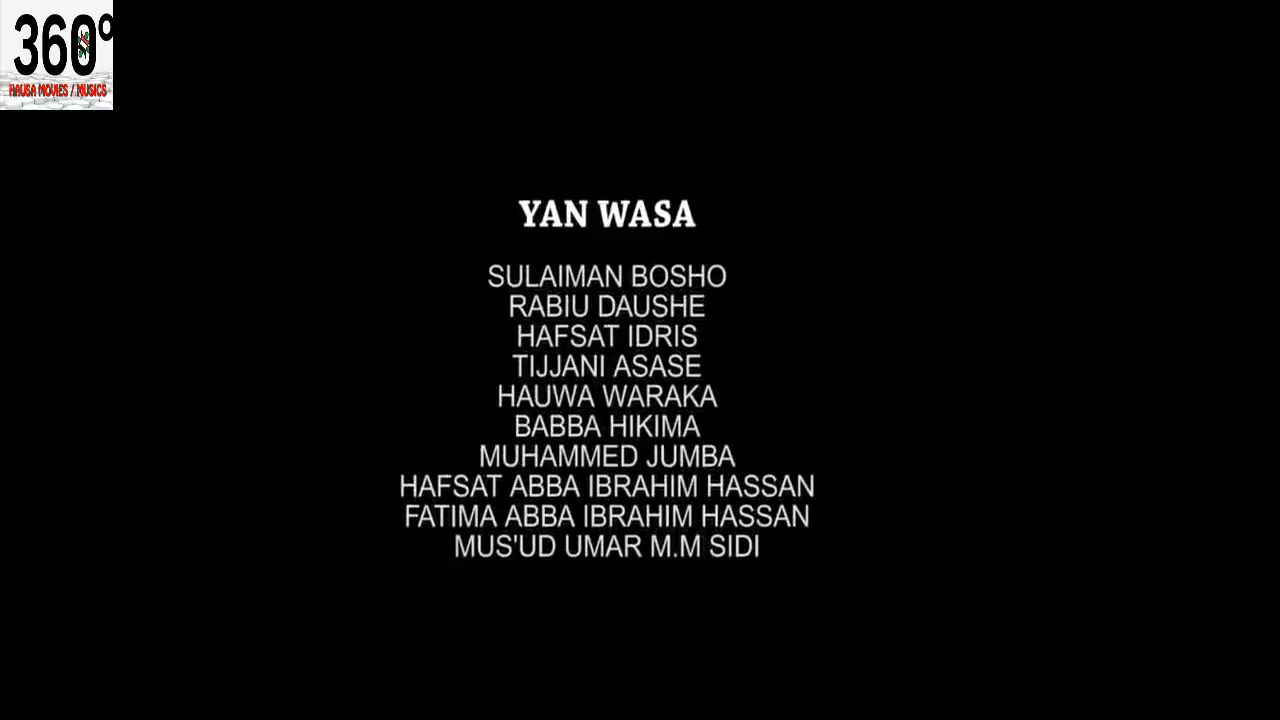 360°
HAUSA MOVIES / MUSICS
YAN WASA
SULAIMAN BOSHO
RABIU DAUSHE
HAFSAT IDRIS
TIJJANI ASASE
HAUWA WARAKA
BABBA HIKIMA
MUHAMMED JUMBA
HAFSAT ABBA IBRAHIM HASSAN
FATIMA ABBA IBRAHIM HASSAN
MUS'UD UMAR M.M SIDI